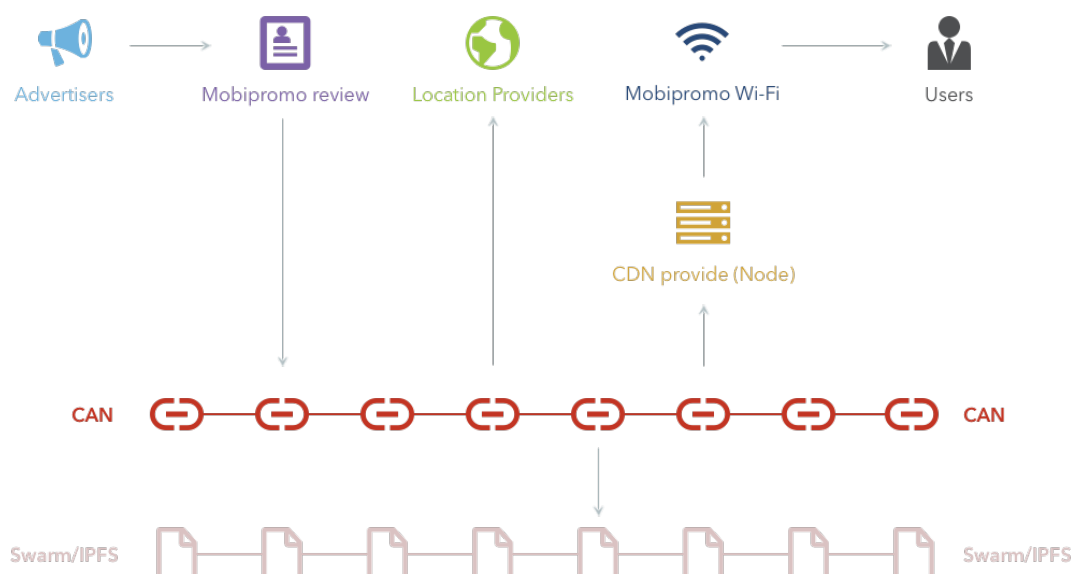 Advertisers
Mobipromo review
Location Providers
Mobipromo Wi-Fi
Users
CDN provide (Node)
CAN
CAN
Swarm/IPFS
Swarm/IPFS